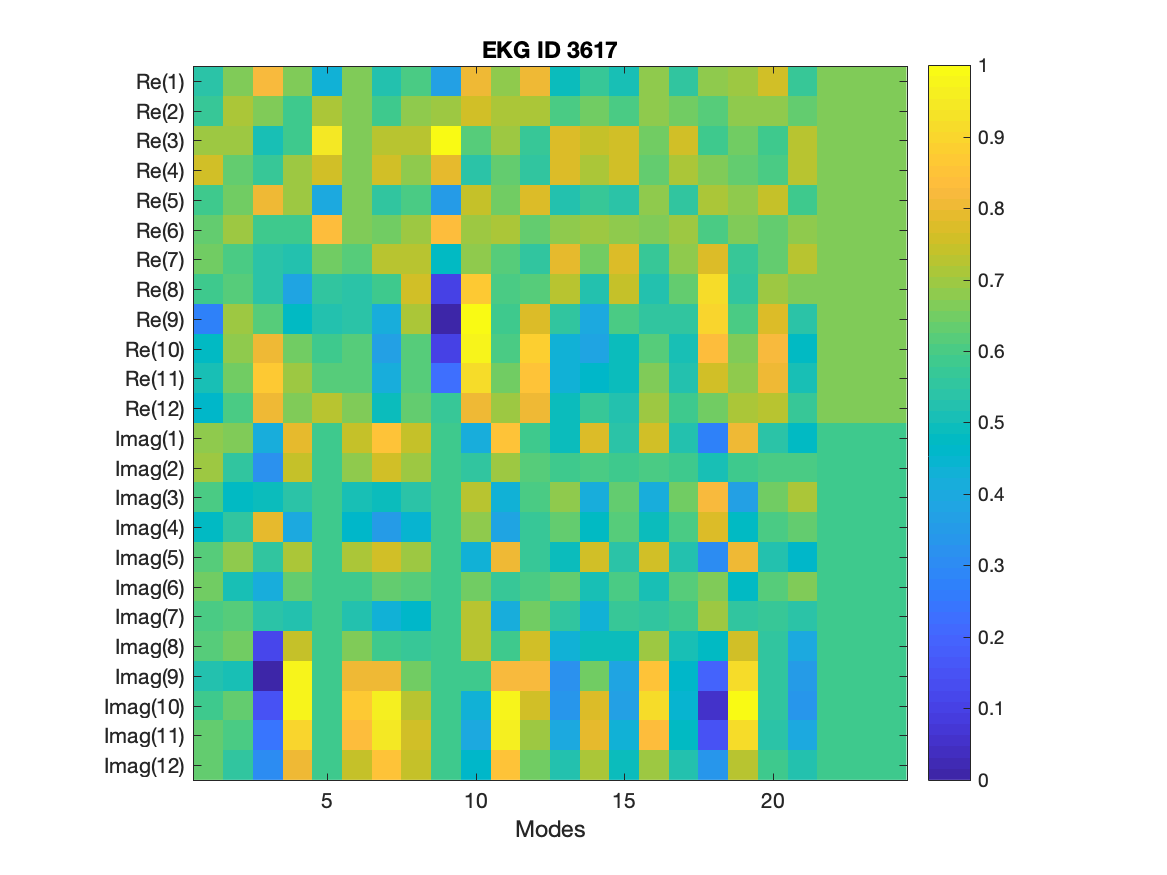 EKG ID 3617
Re(1)
Re(2)
Re(3)
Re(4)
Re(5)
Re(6)
Re(7)
Re(8)
Re(9)
Re(10)
Re(11)
Re(12)
Imag(1)
Imag(2)
Imag(3)
Imag(4)
Imag(5)
Imag(6)
Imag(7)
Imag(8)
Imag(9)
Imag(10)
Imag(11)
Imag(12)
5 10 15 20
Modes
1
0.9
0.8
0.7
0.6
0.5
0.4
0.3
0.2
0.1
0